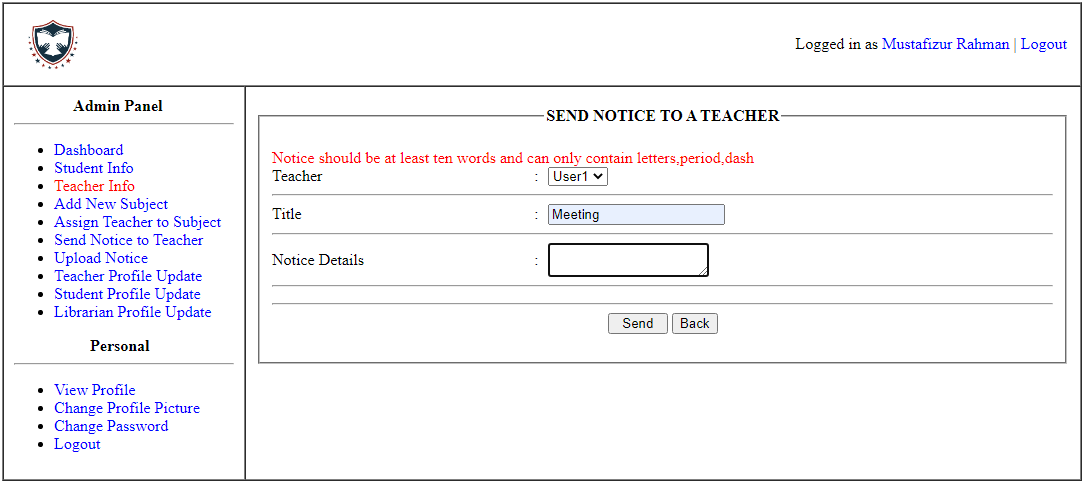 Logged in as Mustafizur Rahman | Logout
Admin Panel
Dashboard
Student Info
Teacher Info
Add New Subject
Assign Teacher to Subject
Send Notice to Teacher
Upload Notice
Teacher Profile Update
Student Profile Update
Librarian Profile Update
Personal
View Profile
Change Profile Picture
Change Password
Logout
SEND NOTICE TO A TEACHER
Notice should be at least ten words and can only contain letters,period,dash
Teacher : User1
Title : Meeting
Notice Details :
Send Back